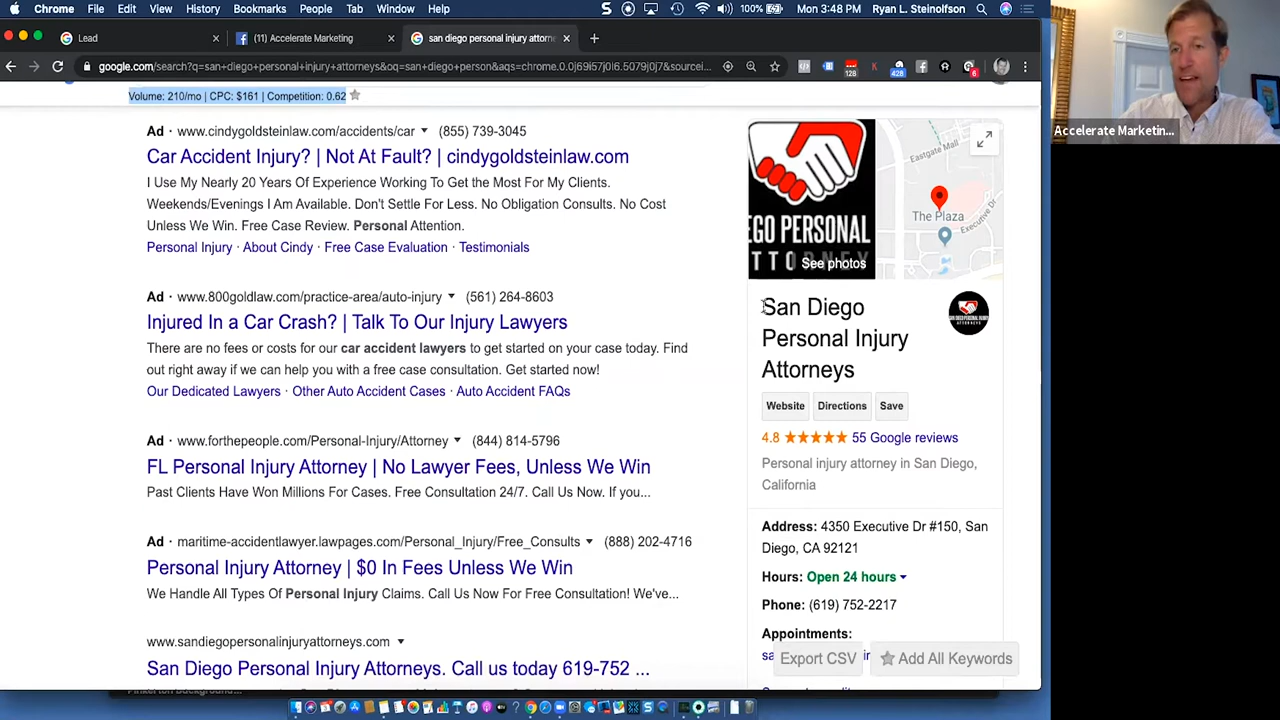 Chrome File Edit View History Bookmarks People Tab Window Help 100% Mon 3:48 PM Ryan L. Steinolfson
Lead × (11) Accelerate Marketing × san diego personal injury attorn × +
google.com/search?q=san+diego+personal+injury+attorneys&oq=san+diego+person&aqs=chrome.0.0j69i57j0l6.5079j0j7&sourcei...
128 428 6
Volume: 210/mo | CPC: $161 | Competition: 0.62
Ad · www.cindygoldsteinlaw.com/accidents/car (855) 739-3045
Car Accident Injury? | Not At Fault? | cindygoldsteinlaw.com
I Use My Nearly 20 Years Of Experience Working To Get the Most For My Clients.
Weekends/Evenings I Am Available. Don't Settle For Less. No Obligation Consults. No Cost
Unless We Win. Free Case Review. Personal Attention.
Personal Injury · About Cindy · Free Case Evaluation · Testimonials
Ad · www.800goldlaw.com/practice-area/auto-injury (561) 264-8603
Injured In a Car Crash? | Talk To Our Injury Lawyers
There are no fees or costs for our car accident lawyers to get started on your case today. Find
out right away if we can help you with a free case consultation. Get started now!
Our Dedicated Lawyers · Other Auto Accident Cases · Auto Accident FAQs
Ad · www.forthepeople.com/Personal-Injury/Attorney (844) 814-5796
FL Personal Injury Attorney | No Lawyer Fees, Unless We Win
Past Clients Have Won Millions For Cases. Free Consultation 24/7. Call Us Now. If you...
Ad · maritime-accidentlawyer.lawpages.com/Personal_Injury/Free_Consults (888) 202-4716
Personal Injury Attorney | $0 In Fees Unless We Win
We Handle All Types Of Personal Injury Claims. Call Us Now For Free Consultation! We've...
www.sandiegopersonalinjuryattorneys.com
San Diego Personal Injury Attorneys. Call us today 619-752 ...
EGO PERSONAL
See photos
Eastgate Mall
The Plaza
Executive Dr
San Diego
Personal Injury
Attorneys
Website Directions Save
4.8 55 Google reviews
Personal injury attorney in San Diego,
California
Address: 4350 Executive Dr #150, San
Diego, CA 92121
Hours: Open 24 hours
Phone: (619) 752-2217
Appointments:
Export CSV Add All Keywords
Accelerate Marketin...